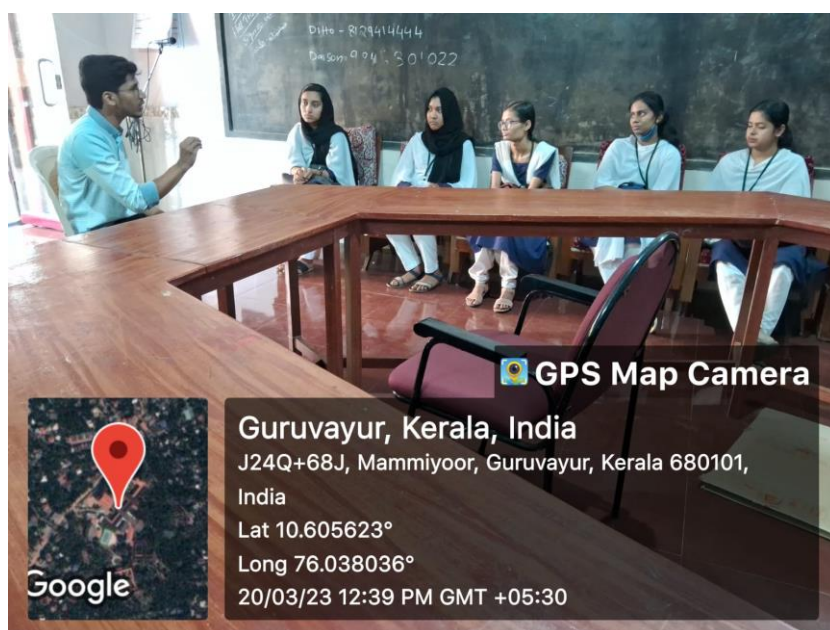 Ditto - 8129414444
GPS Map Camera
Guruvayur, Kerala, India
J24Q+68J, Mammiyoor, Guruvayur, Kerala 680101,
India
Lat 10.605623°
Long 76.038036°
20/03/23 12:39 PM GMT +05:30
Google